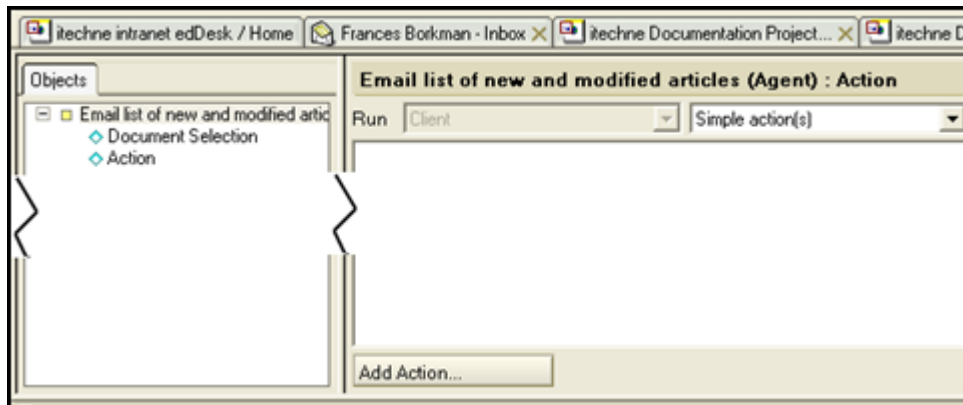 itechne intranet edDesk / Home Frances Borkman - Inbox itechne Documentation Project... itechne D
Objects
Email list of new and modified artic
Document Selection
Action
Email list of new and modified articles (Agent) : Action
Run Client Simple action(s)
Add Action...